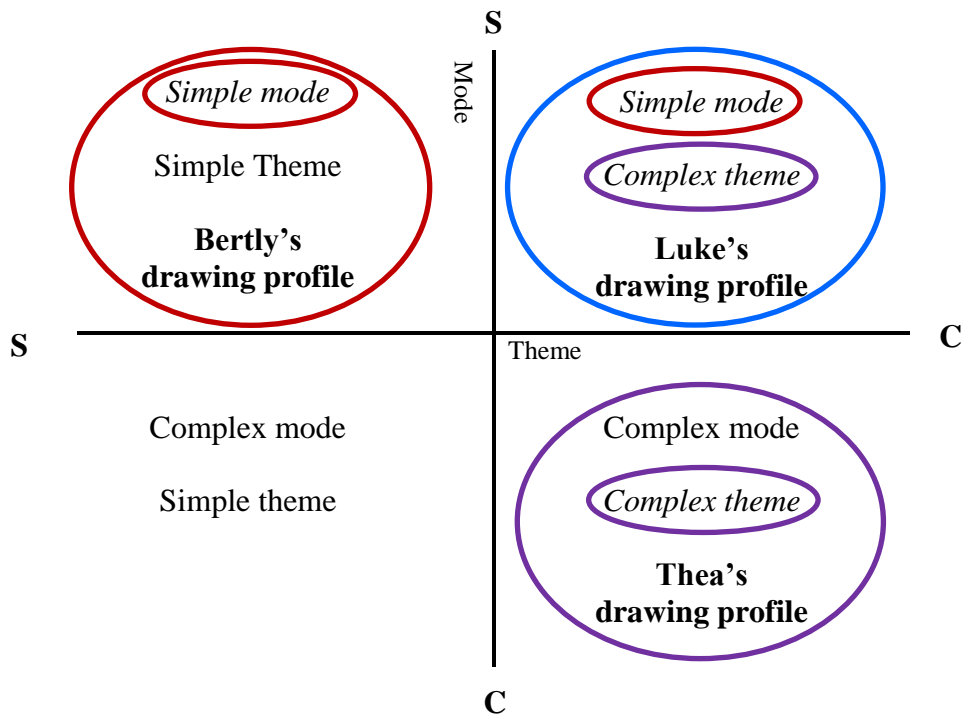 S
Mode
Simple mode
Simple Theme
Bertly’s
drawing profile
Simple mode
Complex theme
Luke’s
drawing profile
S
C
Theme
Complex mode
Simple theme
Complex mode
Complex theme
Thea’s
drawing profile
C